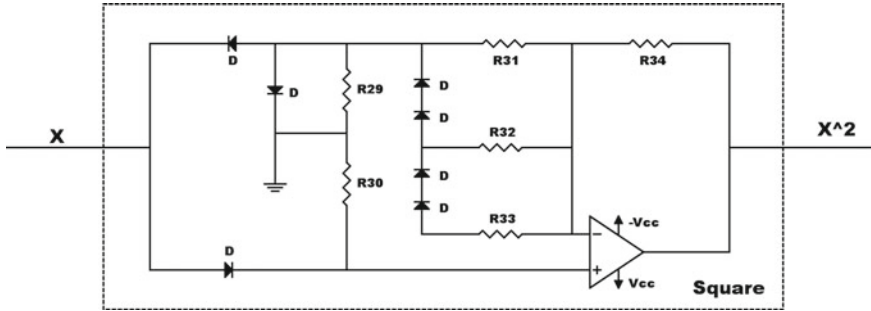 D
R31
R34
D
R29
D
D
X
R32
X^2
R30
D
D
R33
-Vcc
D
−
+
Vcc
Square